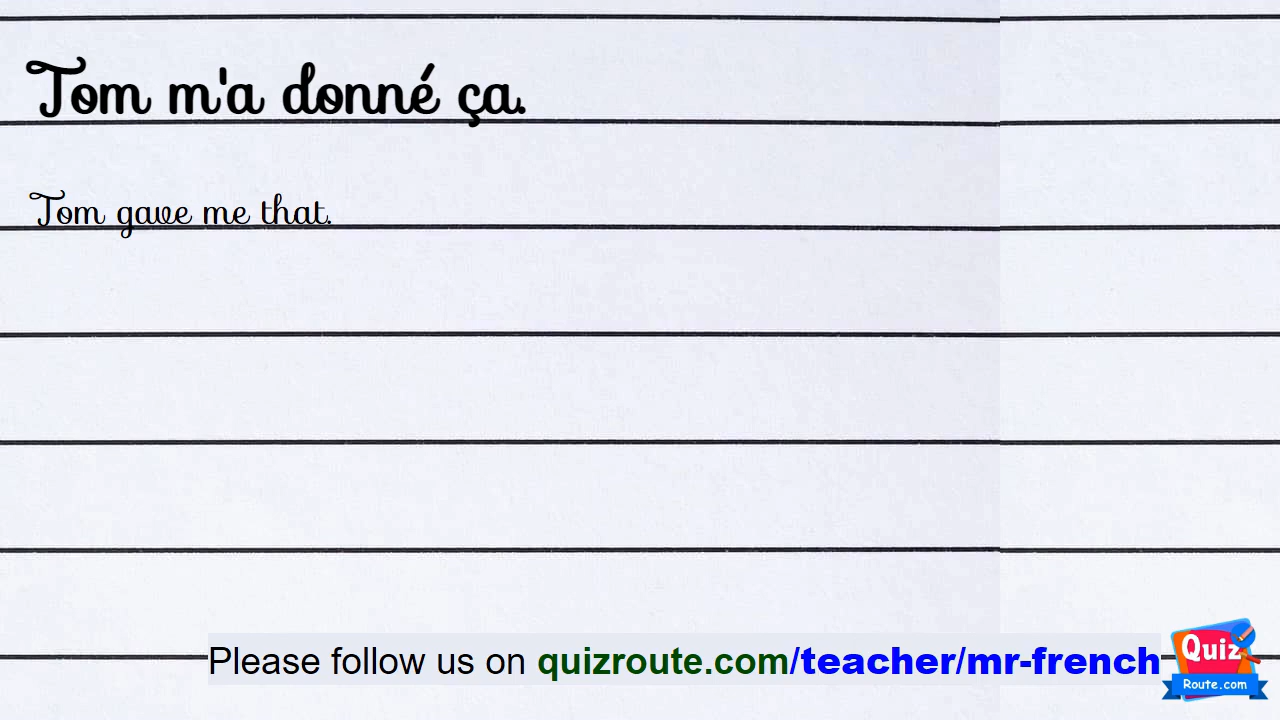 Tom m'a donné ça.
Tom gave me that.
Please follow us on quizroute.com/teacher/mr-french
Quiz
Route.com